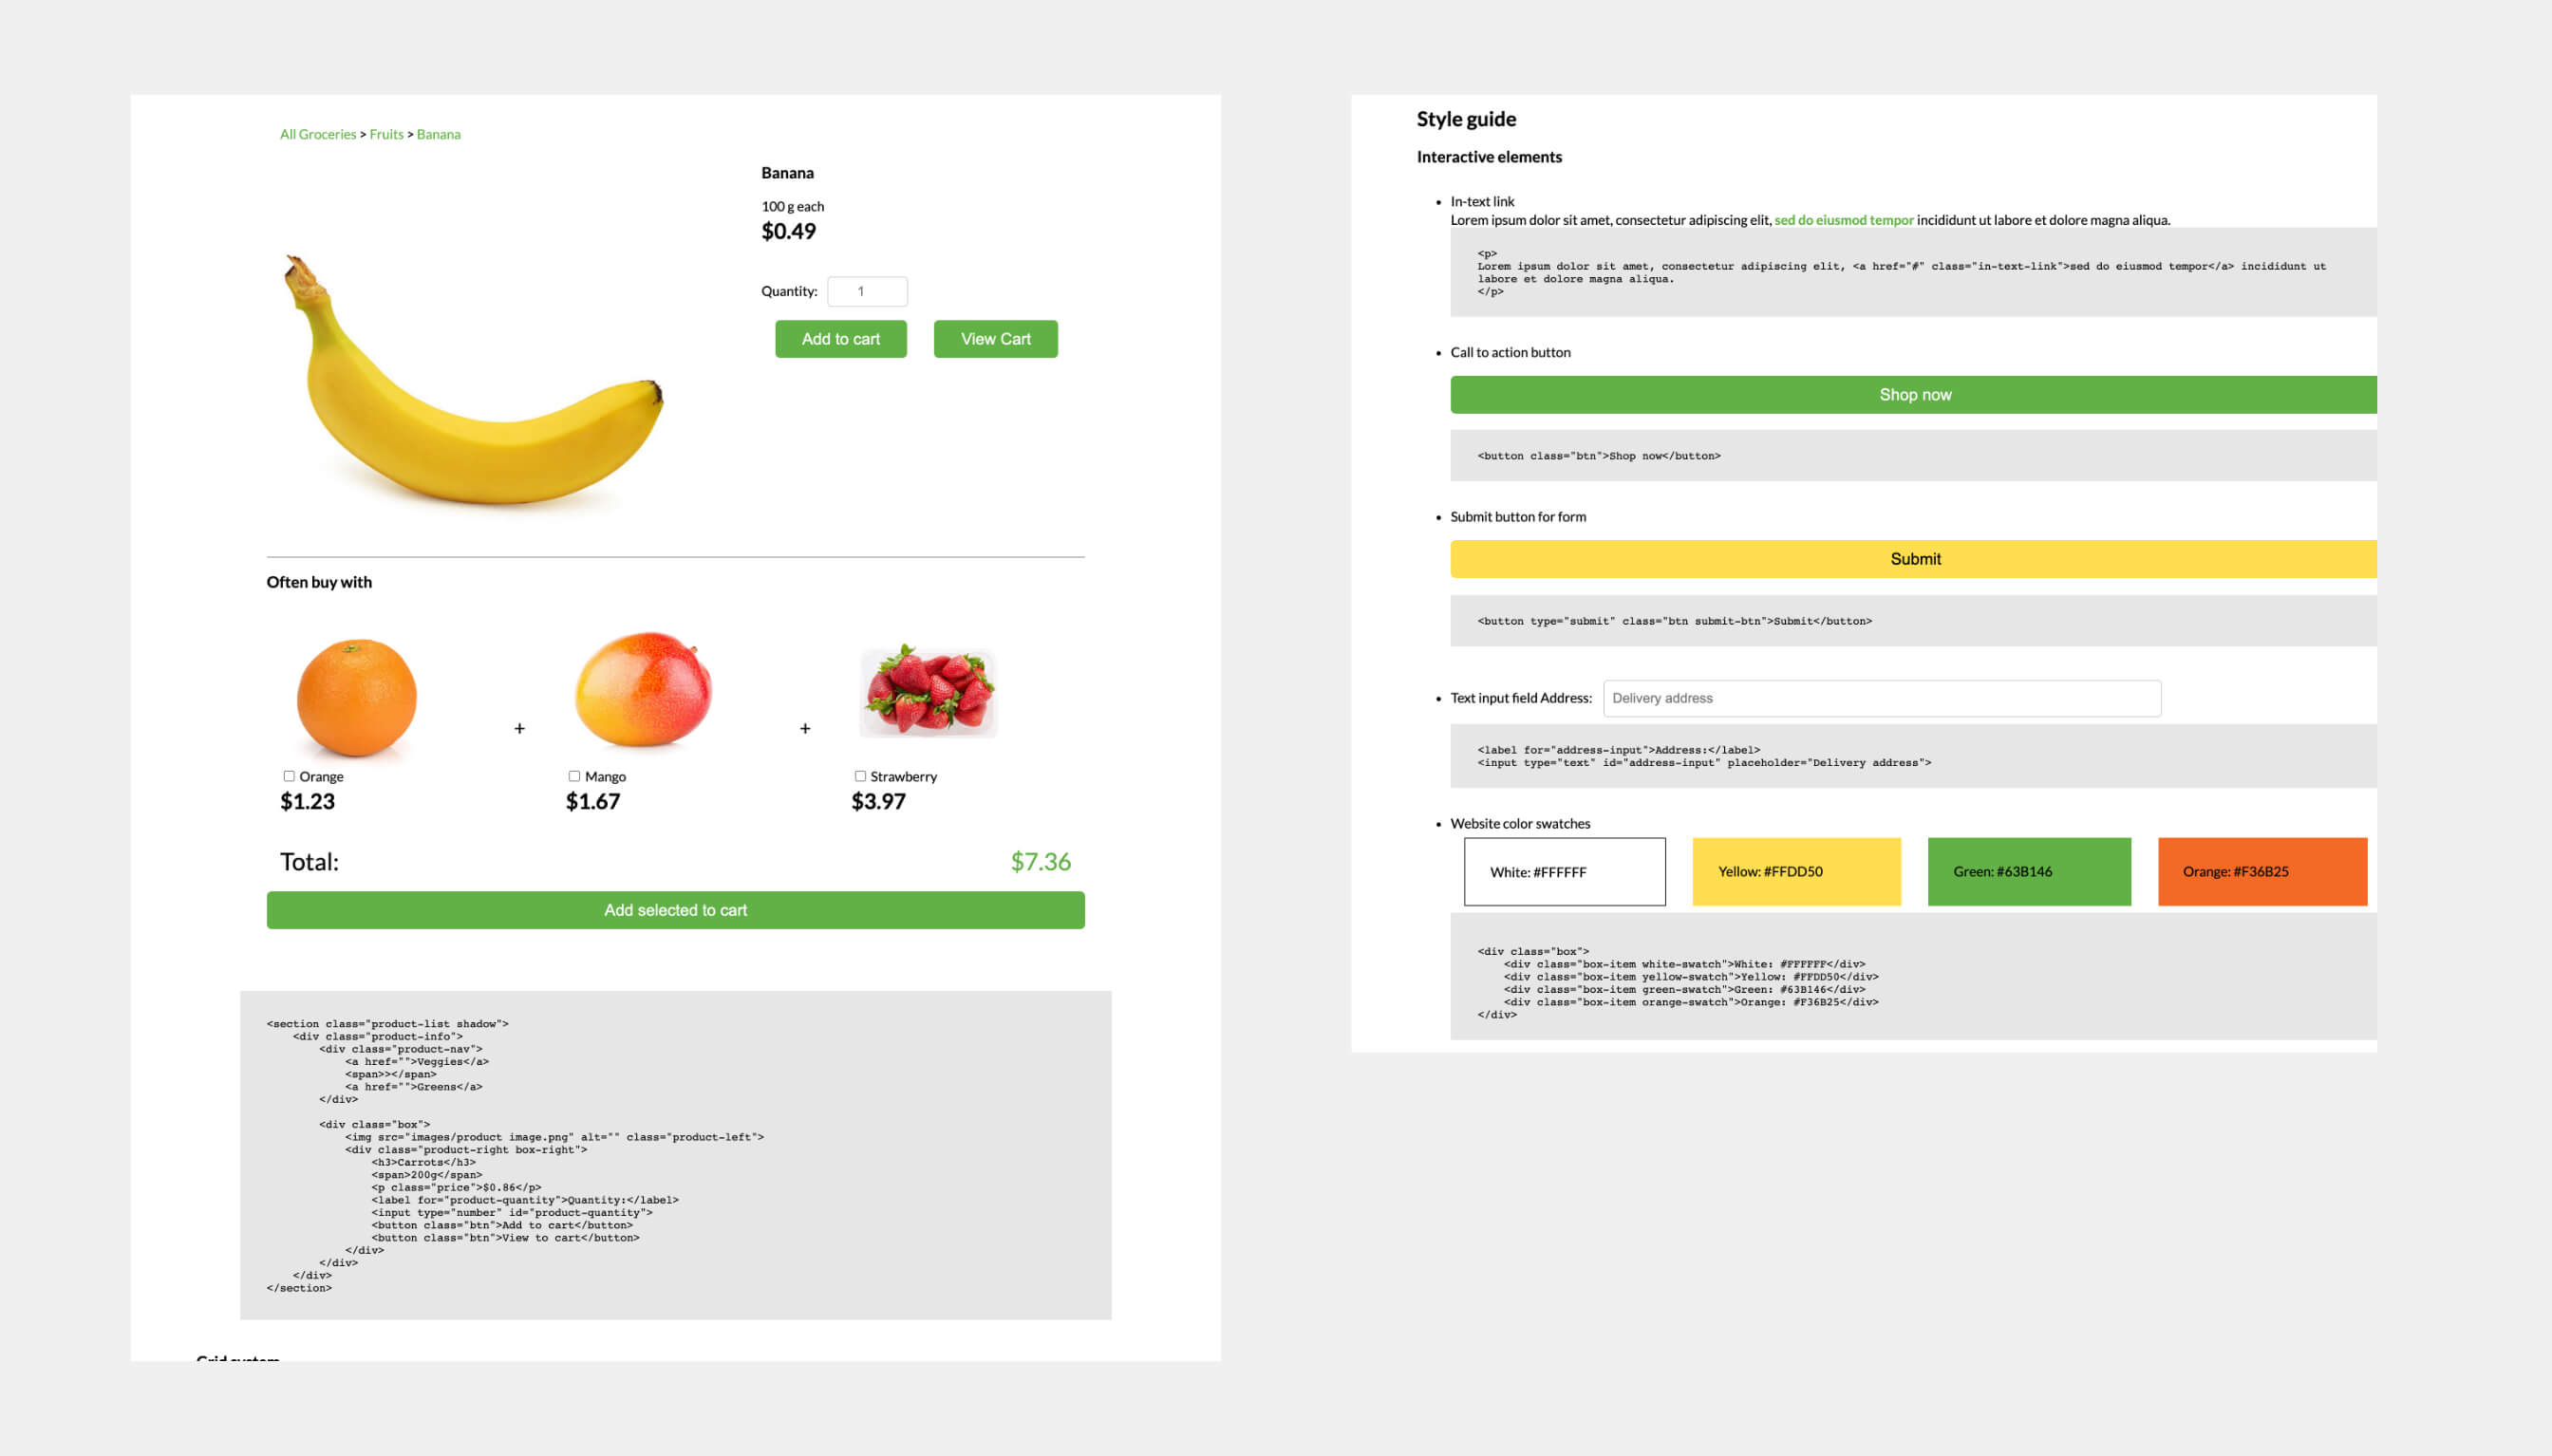 All Groceries > Fruits > Banana
Banana
100 g each
$0.49
Quantity: 1
Add to cart View Cart
Often buy with
+ +
Orange Mango Strawberry
$1.23 $1.67 $3.97
Total: $7.36
Add selected to cart
<section class="product-list shadow">
<div class="product-info">
<div class="product-nav">
<a href="">Veggies</a>
<span>></span>
<a href="">Greens</a>
</div>
<div class="box">
<img src="images/product image.png" alt="" class="product-left">
<div class="product-right box-right">
<h3>Carrots</h3>
<span>200g</span>
<p class="price">$0.86</p>
<label for="product-quantity">Quantity:</label>
<input type="number" id="product-quantity">
<button class="btn">Add to cart</button>
<button class="btn">View to cart</button>
</div>
</div>
</div>
</section>
Style guide
Interactive elements
• In-text link
Lorem ipsum dolor sit amet, consectetur adipiscing elit, sed do eiusmod tempor incididunt ut labore et dolore magna aliqua.
<p>
Lorem ipsum dolor sit amet, consectetur adipiscing elit, <a href="#" class="in-text-link">sed do eiusmod tempor</a> incididunt ut
labore et dolore magna aliqua.
</p>
• Call to action button
Shop now
<button class="btn">Shop now</button>
• Submit button for form
Submit
<button type="submit" class="btn submit-btn">Submit</button>
• Text input field Address: Delivery address
<label for="address-input">Address:</label>
<input type="text" id="address-input" placeholder="Delivery address">
• Website color swatches
White: #FFFFFF Yellow: #FFDD50 Green: #63B146 Orange: #F36B25
<div class="box">
<div class="box-item white-swatch">White: #FFFFFF</div>
<div class="box-item yellow-swatch">Yellow: #FFDD50</div>
<div class="box-item green-swatch">Green: #63B146</div>
<div class="box-item orange-swatch">Orange: #F36B25</div>
</div>